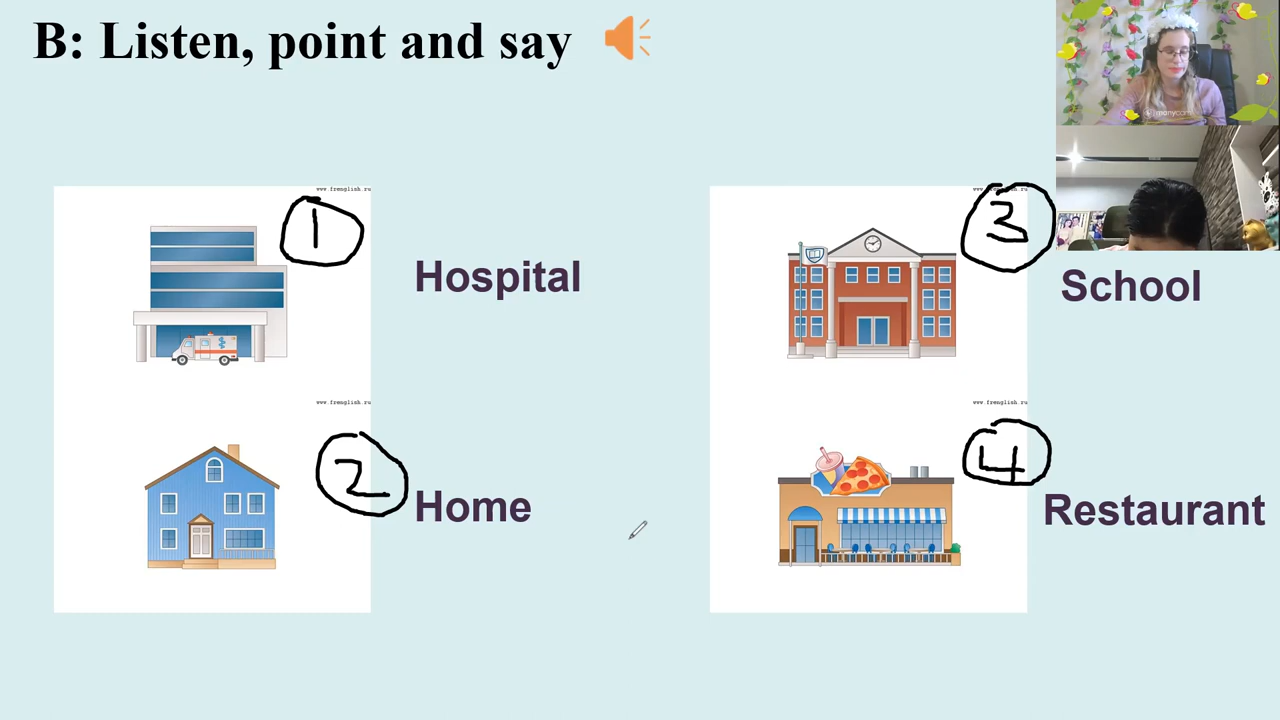 B: Listen, point and say
www.frenglish.ru
1
Hospital
www.frenglish.ru
2
Home
www.frenglish.ru
3
School
www.frenglish.ru
4
Restaurant